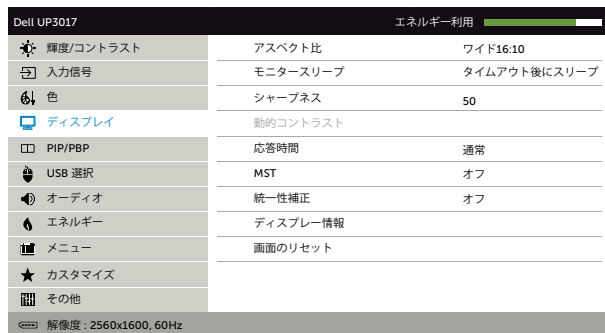 Dell UP3017 エネルギー利用
輝度/コントラスト アスペクト比 ワイド16:10
入力信号 モニタースリープ タイムアウト後にスリープ
色 シャープネス 50
ディスプレイ 動的コントラスト
PIP/PBP 応答時間 通常
USB 選択 MST オフ
オーディオ 統一性補正 オフ
エネルギー ディスプレー情報
メニュー 画面のリセット
カスタマイズ
その他
解像度 : 2560x1600, 60Hz